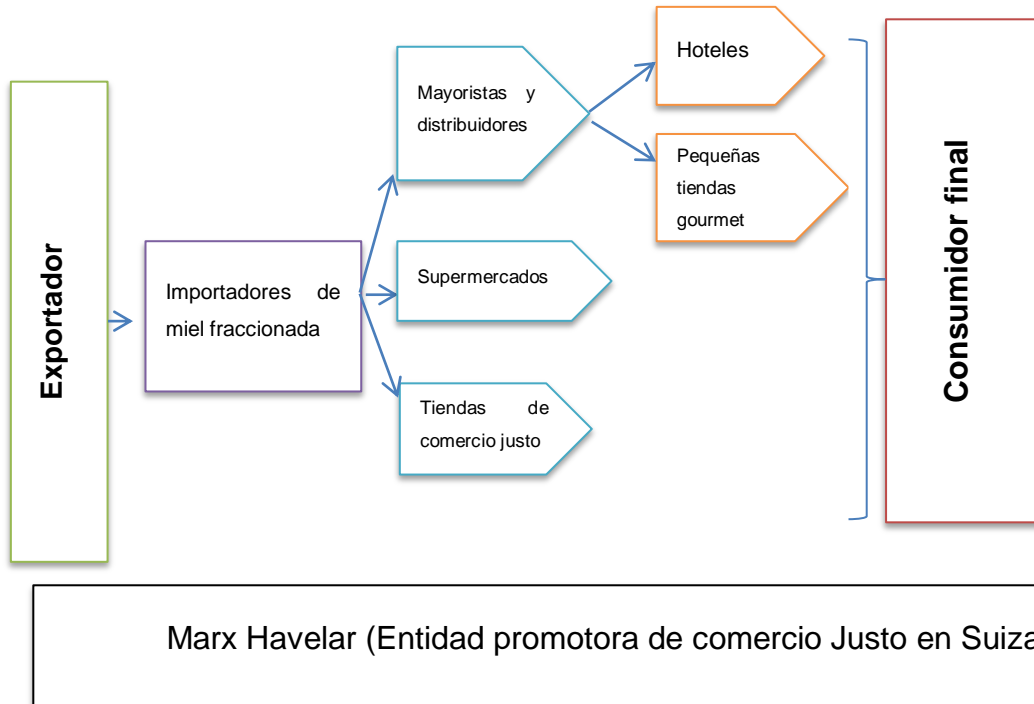 Exportador
Importadores de
miel fraccionada
Mayoristas y
distribuidores
Supermercados
Tiendas de
comercio justo
Hoteles
Pequeñas
tiendas
gourmet
Consumidor final
Marx Havelar (Entidad promotora de comercio Justo en Suiza